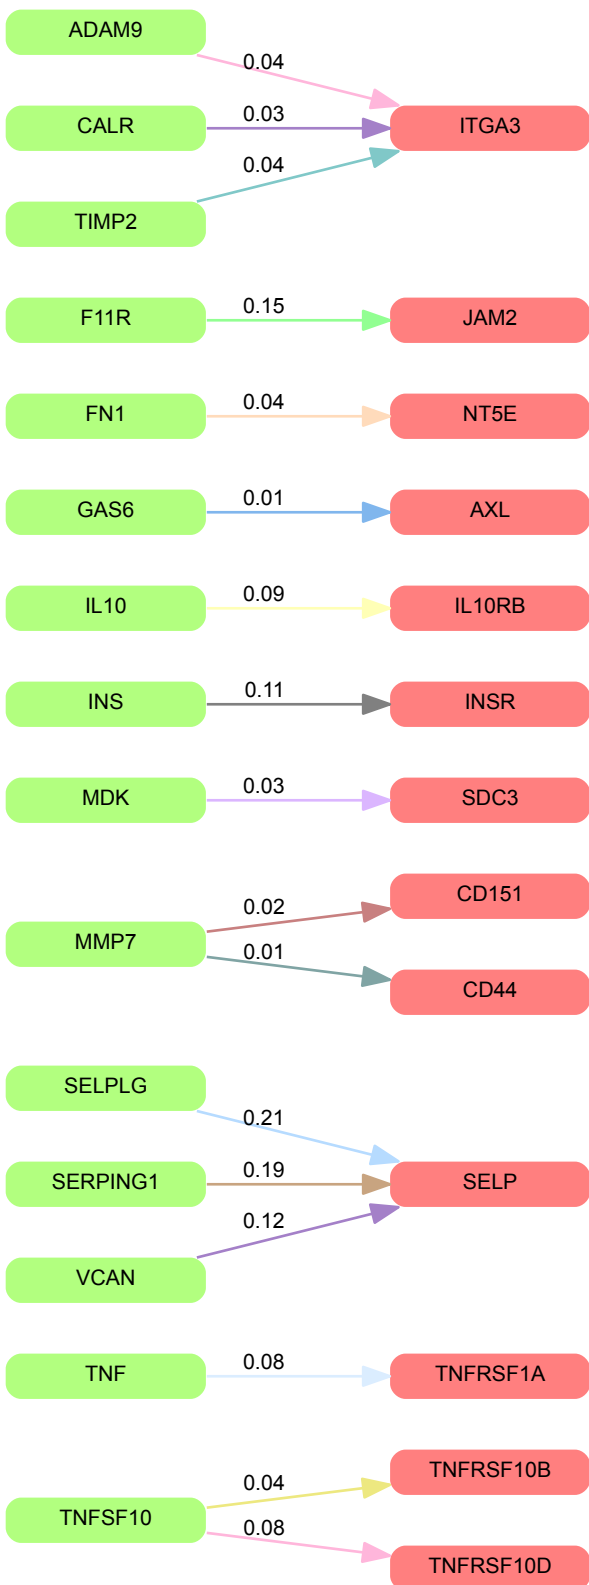 ADAM9
0.04
CALR
0.03
ITGA3
0.04
TIMP2
F11R
0.15
JAM2
FN1
0.04
NT5E
GAS6
0.01
AXL
IL10
0.09
IL10RB
INS
0.11
INSR
MDK
0.03
SDC3
CD151
0.02
MMP7
0.01
CD44
SELPLG
0.21
SERPING1
0.19
SELP
0.12
VCAN
TNF
0.08
TNFRSF1A
TNFRSF10B
0.04
TNFSF10
0.08
TNFRSF10D